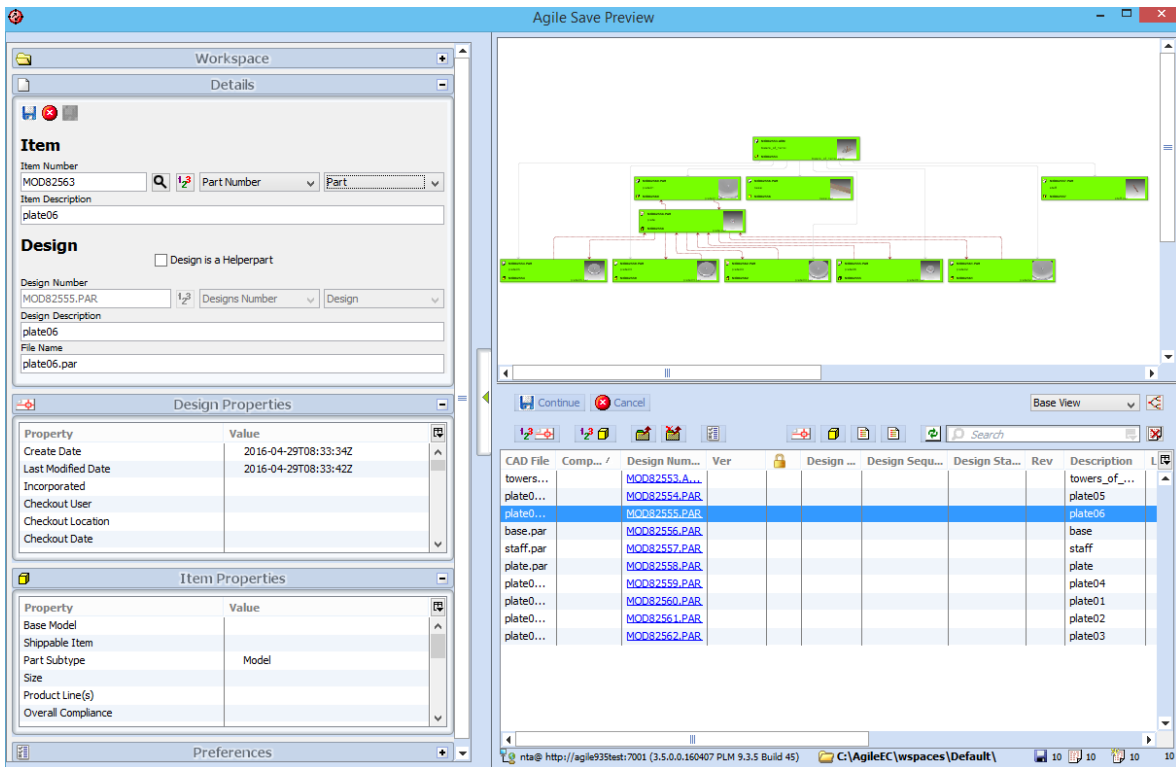 Agile Save Preview
Workspace
Details
Item
Item Number
MOD82563 Part Number Part
Item Description
plate06
Design
Design is a Helperpart
Design Number
MOD82555.PAR Designs Number Design
Design Description
plate06
File Name
plate06.par
Design Properties
Property Value
Create Date 2016-04-29T08:33:34Z
Last Modified Date 2016-04-29T08:33:42Z
Incorporated
Checkout User
Checkout Location
Checkout Date
Item Properties
Property Value
Base Model
Shippable Item
Part Subtype Model
Size
Product Line(s)
Overall Compliance
Preferences
Continue Cancel Base View
Search
CAD File Comp... Design Num... Ver Design ... Design Sequ... Design Sta... Rev Description L
towers... MOD82553.A... towers_of_...
plate0... MOD82554.PAR plate05
plate0... MOD82555.PAR plate06
base.par MOD82556.PAR base
staff.par MOD82557.PAR staff
plate.par MOD82558.PAR plate
plate0... MOD82559.PAR plate04
plate0... MOD82560.PAR plate01
plate0... MOD82561.PAR plate02
plate0... MOD82562.PAR plate03
nta@ http://agile935test:7001 (3.5.0.0.160407 PLM 9.3.5 Build 45) C:\AgileEC\wspaces\Default\ 10 10 10 10